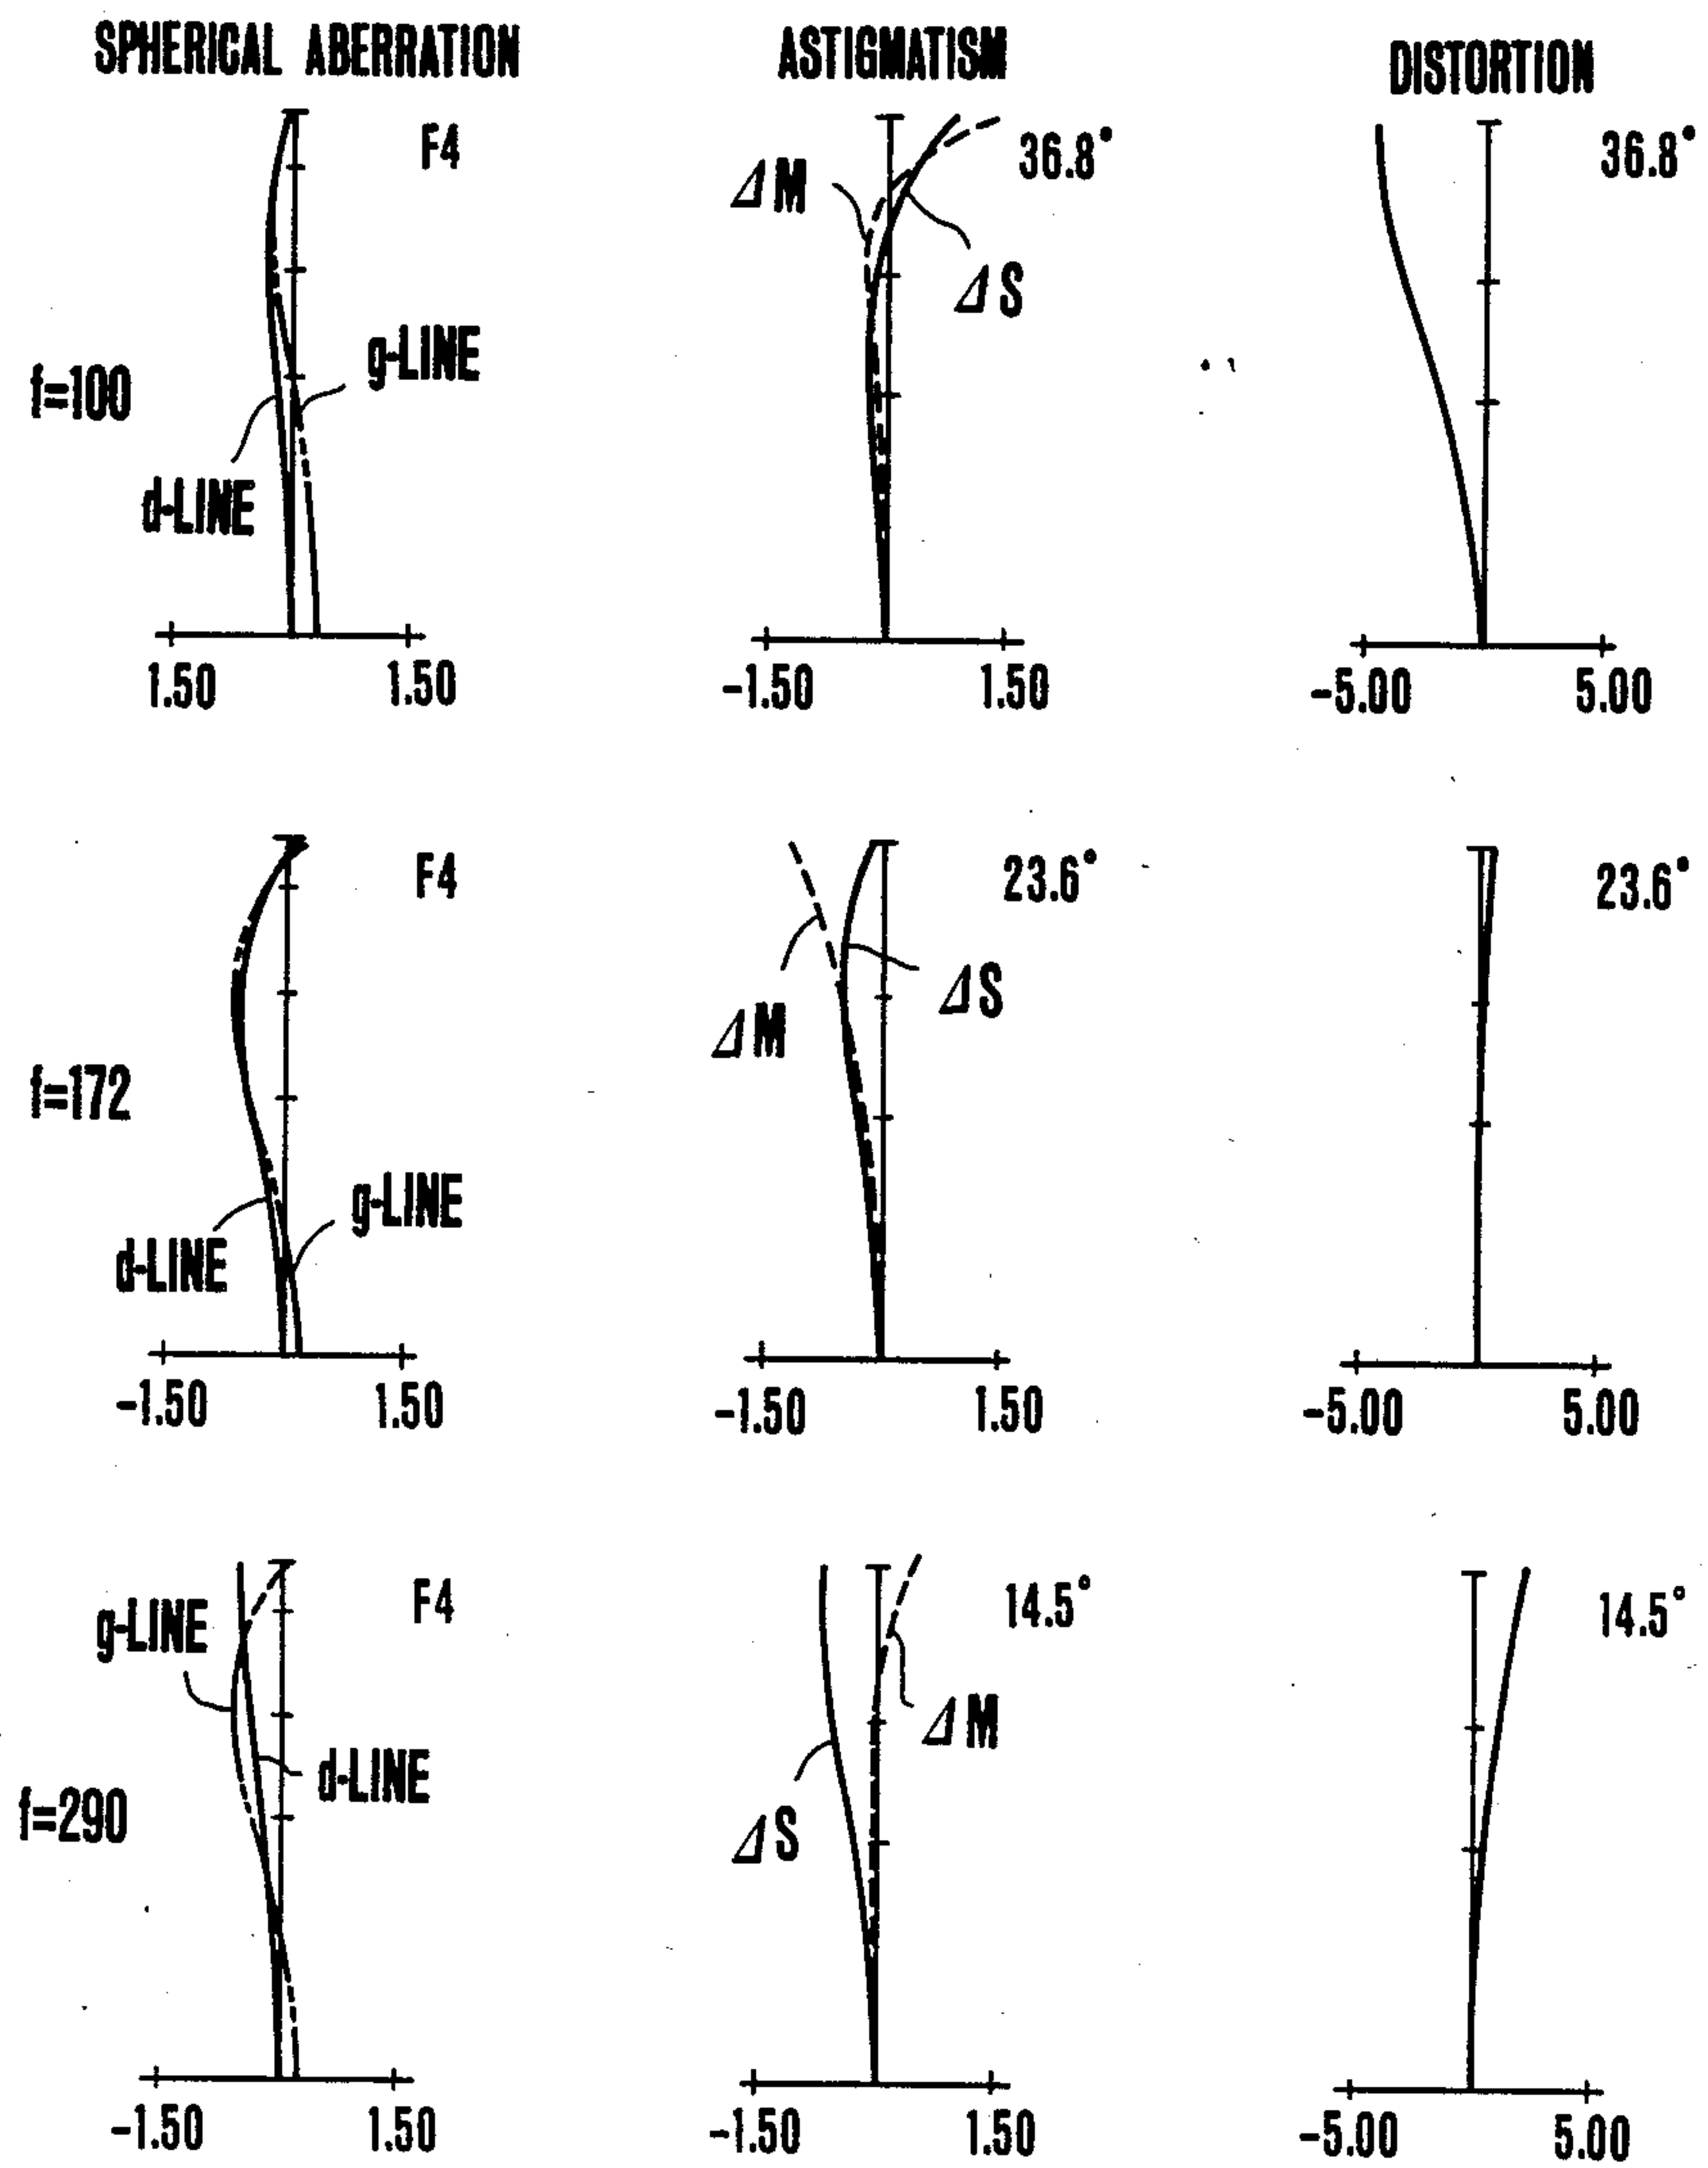 SPHERICAL ABERRATION
ASTIGMATISM
DISTORTION
F4
36.8°
36.8°
ΔM
ΔS
g-LINE
f=100
d-LINE
1.50 1.50
-1.50 1.50
-5.00 5.00
F4
23.6°
23.6°
ΔS
ΔM
f=172
g-LINE
d-LINE
-1.50 1.50
-1.50 1.50
-5.00 5.00
F4
14.5°
14.5°
g-LINE
ΔM
d-LINE
f=290
ΔS
-1.50 1.50
-1.50 1.50
-5.00 5.00